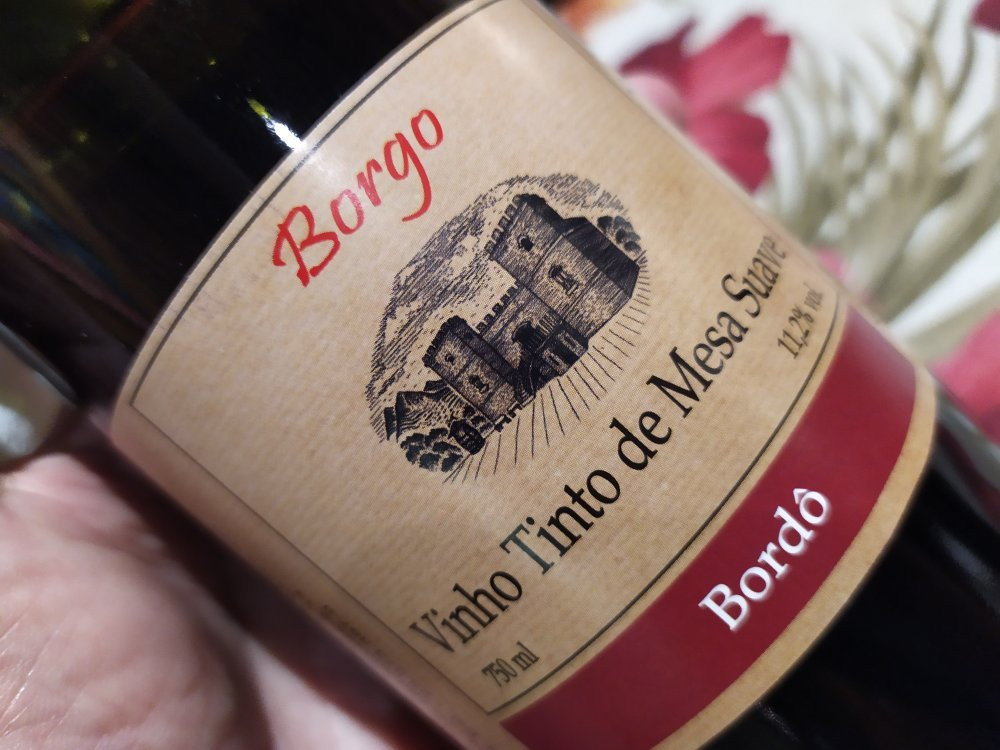 Borgo
Vinho Tinto de Mesa Suave
750 ml
11,2% vol.
Bordô